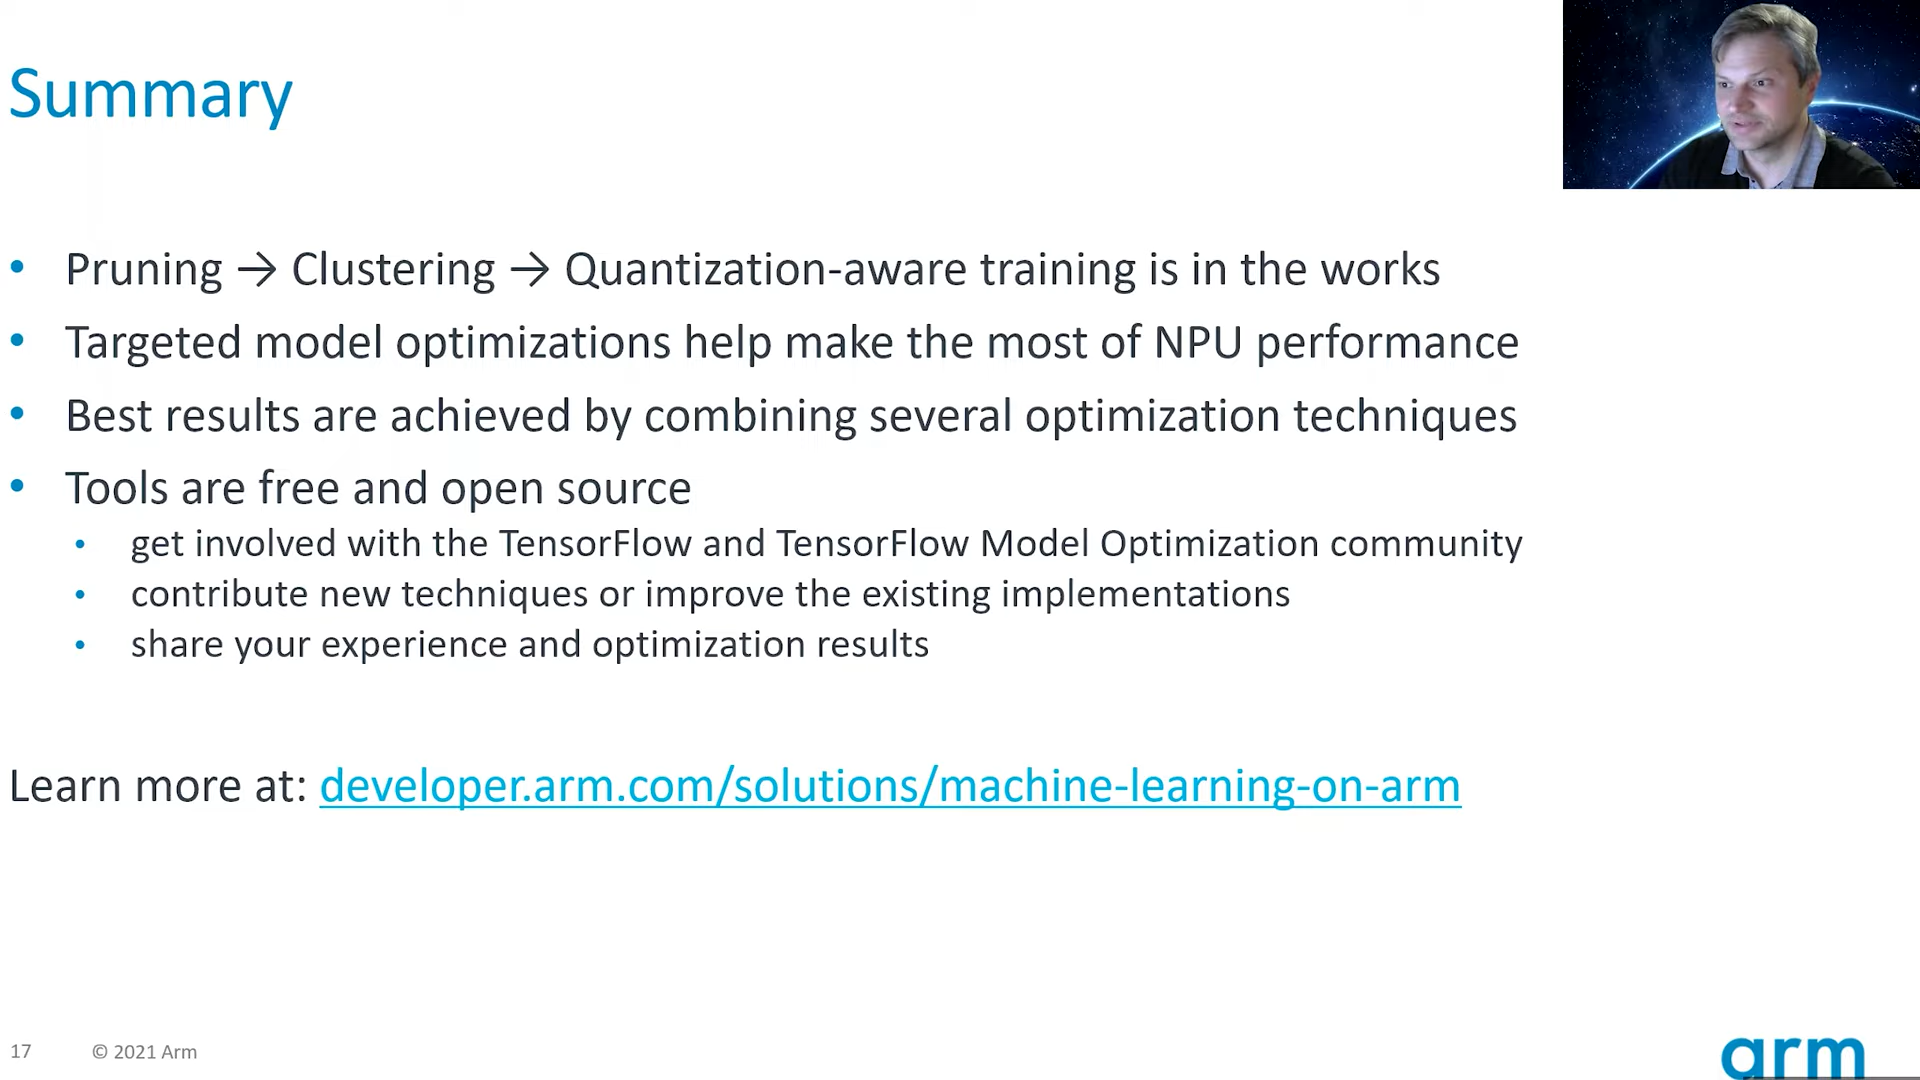 Summary
• Pruning → Clustering → Quantization-aware training is in the works
• Targeted model optimizations help make the most of NPU performance
• Best results are achieved by combining several optimization techniques
• Tools are free and open source
• get involved with the TensorFlow and TensorFlow Model Optimization community
• contribute new techniques or improve the existing implementations
• share your experience and optimization results
Learn more at: developer.arm.com/solutions/machine-learning-on-arm
17 © 2021 Arm
arm